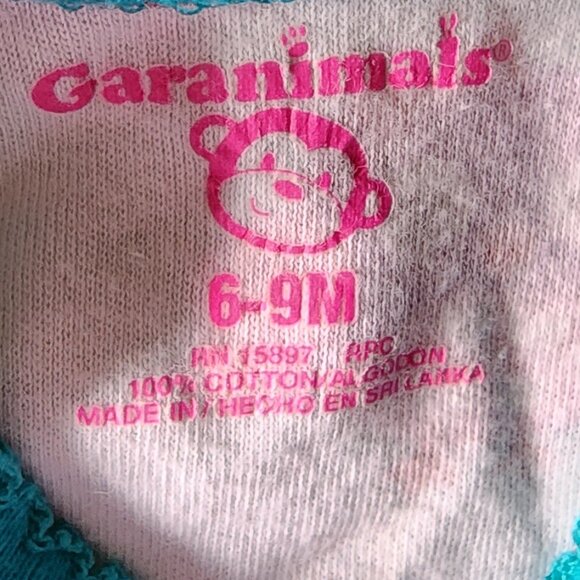 Garanimals®
6-9M
RN 15897 RPC
100% COTTON/ALGODON
MADE IN / HECHO EN SRI LANKA